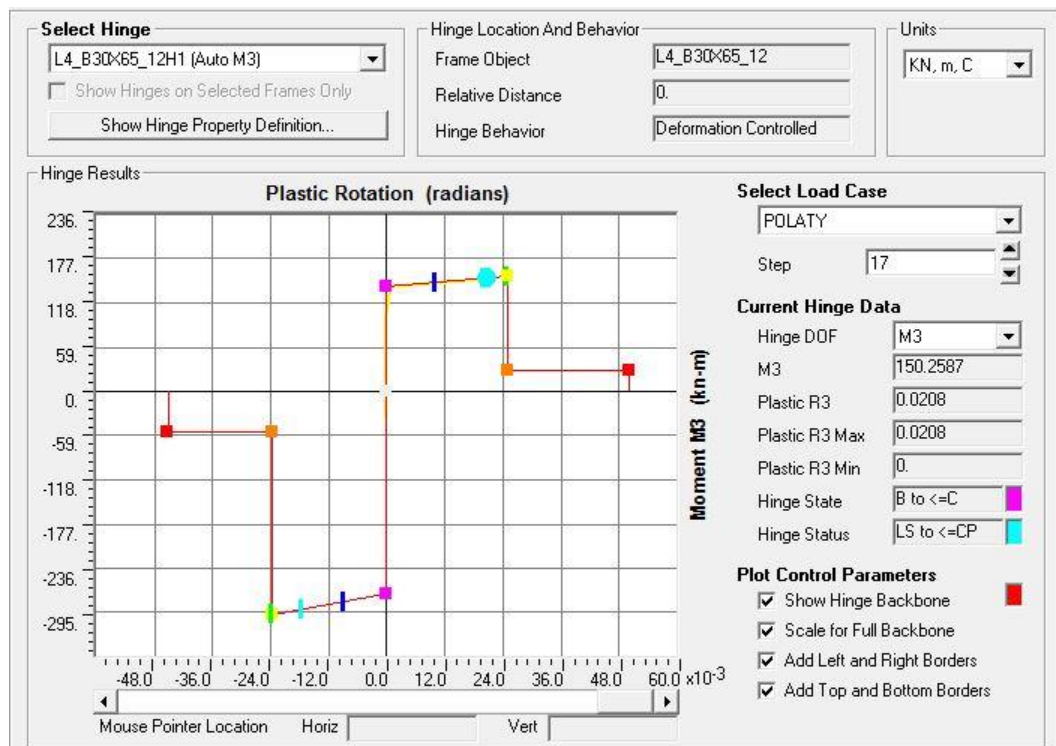 Select Hinge
L4_B30X65_12H1 (Auto M3)
Show Hinges on Selected Frames Only
Show Hinge Property Definition...
Hinge Location And Behavior
Frame Object L4_B30X65_12
Relative Distance 0.
Hinge Behavior Deformation Controlled
Units
KN, m, C
Hinge Results
Plastic Rotation (radians)
236.
177.
118.
59.
0.
-59.
-118.
-177.
-236.
-295.
-48.0 -36.0 -24.0 -12.0 0.0 12.0 24.0 36.0 48.0 60.0 x10-3
Moment M3 (kn-m)
Mouse Pointer Location Horiz Vert
Select Load Case
POLATY
Step 17
Current Hinge Data
Hinge DOF M3
M3 150.2587
Plastic R3 0.0208
Plastic R3 Max 0.0208
Plastic R3 Min 0.
Hinge State B to <=C
Hinge Status LS to <=CP
Plot Control Parameters
Show Hinge Backbone
Scale for Full Backbone
Add Left and Right Borders
Add Top and Bottom Borders